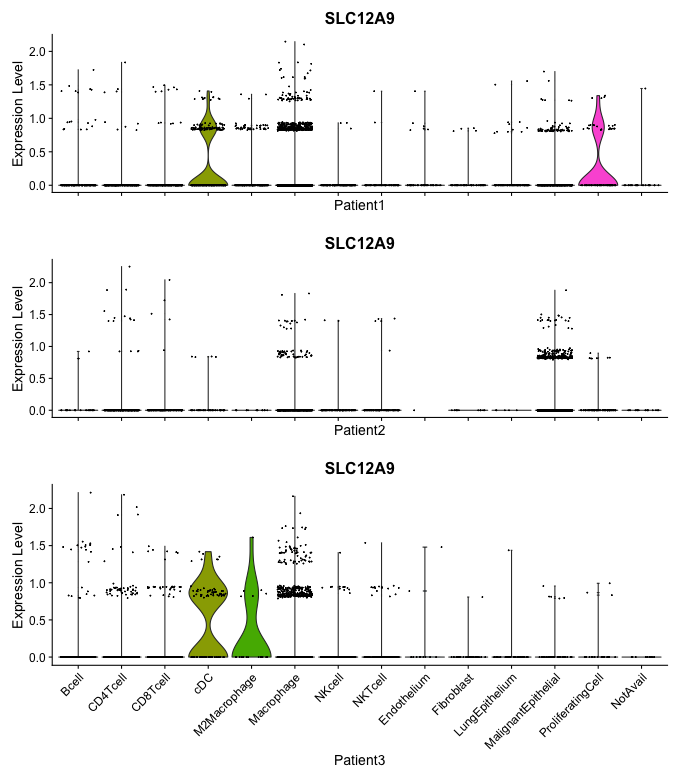 SLC12A9
Expression Level
2.0
1.5
1.0
0.5
0.0
Patient1
SLC12A9
Expression Level
2.0
1.5
1.0
0.5
0.0
Patient2
SLC12A9
Expression Level
2.0
1.5
1.0
0.5
0.0
Bcell
CD4Tcell
CD8Tcell
cDC
M2Macrophage
Macrophage
NKcell
NKTcell
Endothelium
Fibroblast
LungEpithelium
MalignantEpithelial
ProliferatingCell
NotAvail
Patient3